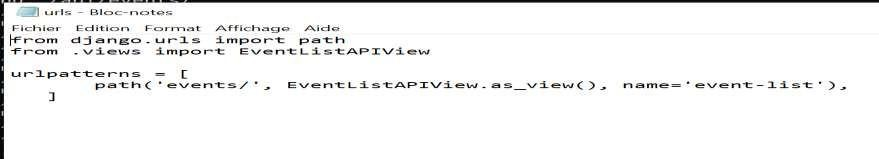 urls - Bloc-notes
Fichier Edition Format Affichage Aide
from django.urls import path
from .views import EventListAPIView
urlpatterns = [
path('events/', EventListAPIView.as_view(), name='event-list'),
]